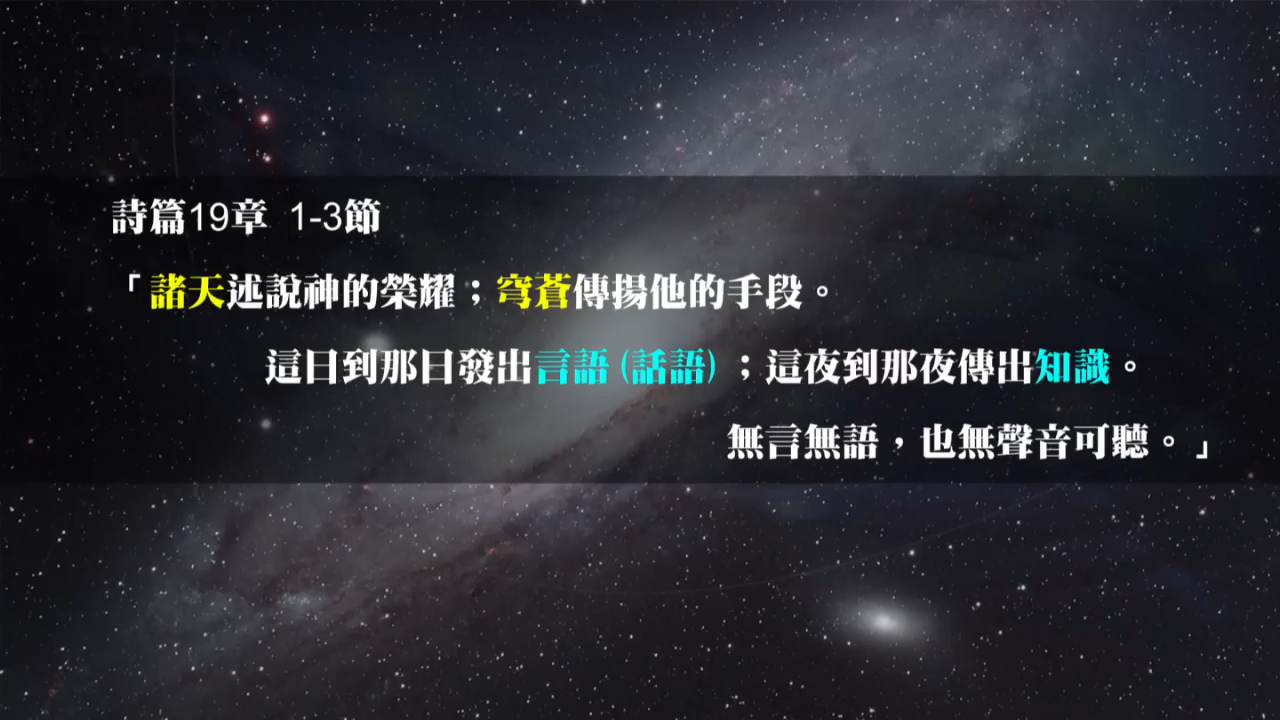 詩篇19章 1-3節
「諸天述說神的榮耀；穹蒼傳揚他的手段。
這日到那日發出言語(話語)；這夜到那夜傳出知識。
無言無語，也無聲音可聽。」